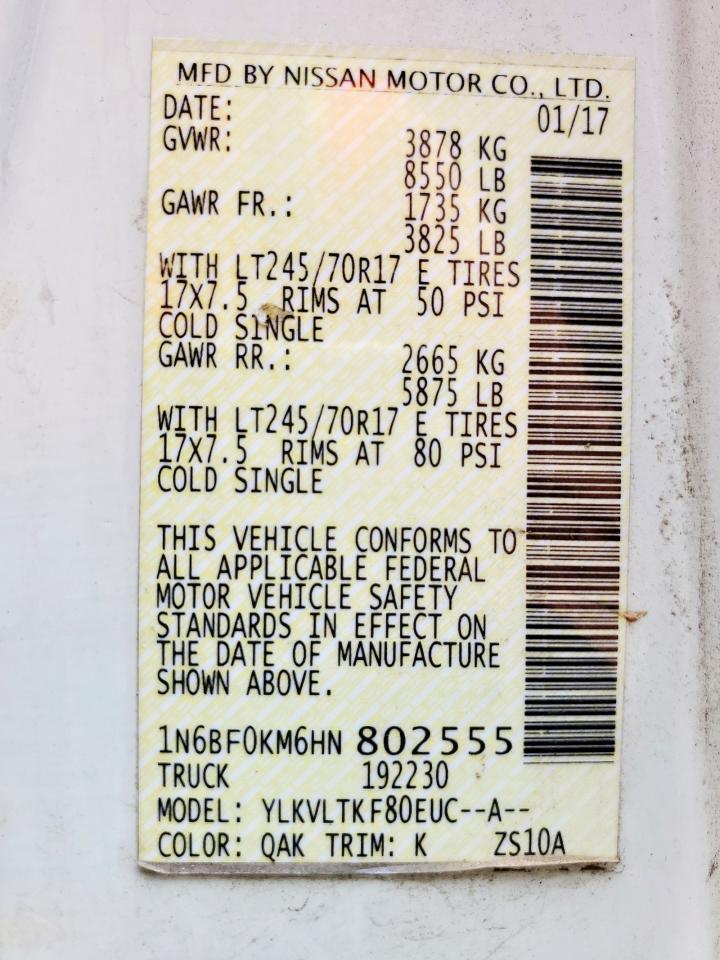 MFD BY NISSAN MOTOR CO., LTD.
DATE: 01/17
GVWR: 3878 KG
8550 LB
GAWR FR.: 1735 KG
3825 LB
WITH LT245/70R17 E TIRES
17X7.5 RIMS AT 50 PSI
COLD SINGLE
GAWR RR.: 2665 KG
5875 LB
WITH LT245/70R17 E TIRES
17X7.5 RIMS AT 80 PSI
COLD SINGLE
THIS VEHICLE CONFORMS TO
ALL APPLICABLE FEDERAL
MOTOR VEHICLE SAFETY
STANDARDS IN EFFECT ON
THE DATE OF MANUFACTURE
SHOWN ABOVE.
1N6BF0KM6HN 802555
TRUCK 192230
MODEL: YLKVLTKF80EUC--A--
COLOR: QAK TRIM: K ZS10A